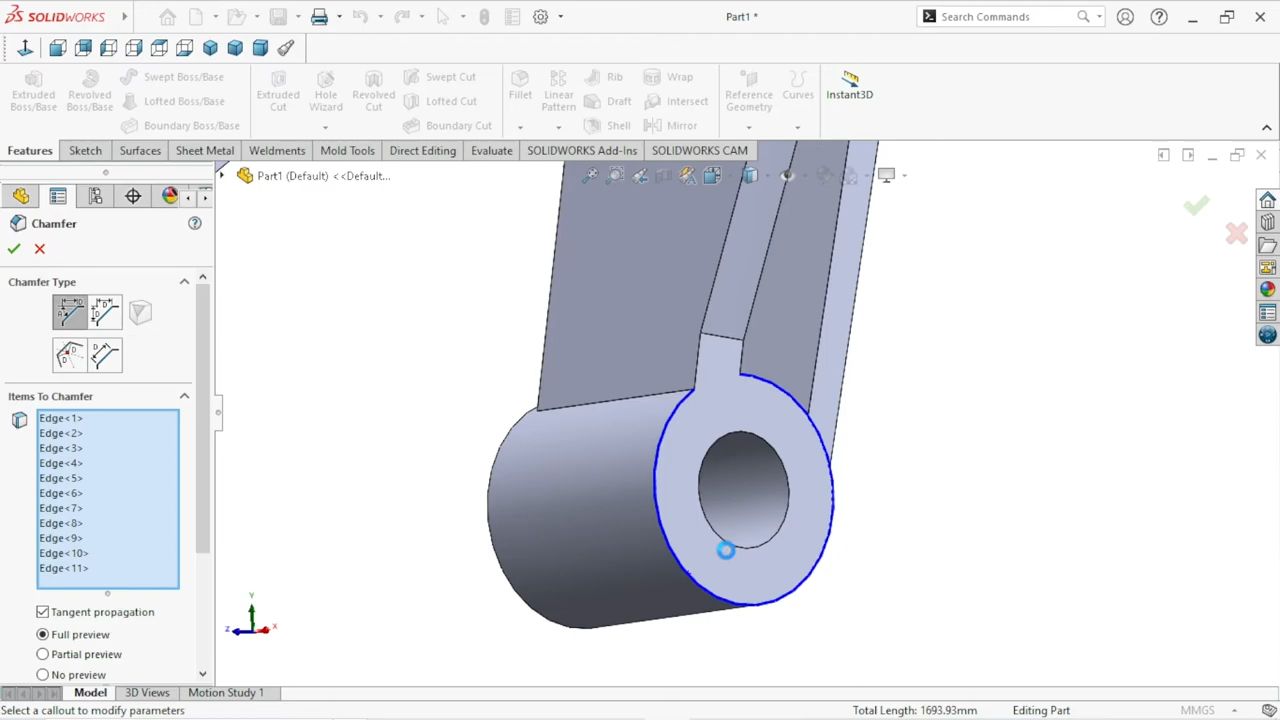 SOLIDWORKS
Part1 *
Search Commands
Extruded Boss/Base
Revolved Boss/Base
Swept Boss/Base
Lofted Boss/Base
Boundary Boss/Base
Extruded Cut
Hole Wizard
Revolved Cut
Swept Cut
Lofted Cut
Boundary Cut
Fillet
Linear Pattern
Rib
Draft
Shell
Wrap
Intersect
Mirror
Reference Geometry
Curves
Instant3D
Features Sketch Surfaces Sheet Metal Weldments Mold Tools Direct Editing Evaluate SOLIDWORKS Add-Ins SOLIDWORKS CAM
Part1 (Default) <<Default...
Chamfer
Chamfer Type
Items To Chamfer
Edge<1>
Edge<2>
Edge<3>
Edge<4>
Edge<5>
Edge<6>
Edge<7>
Edge<8>
Edge<9>
Edge<10>
Edge<11>
Tangent propagation
Full preview
Partial preview
No preview
Y
Z
X
Model 3D Views Motion Study 1
Select a callout to modify parameters
Total Length: 1693.93mm
Editing Part
MMGS